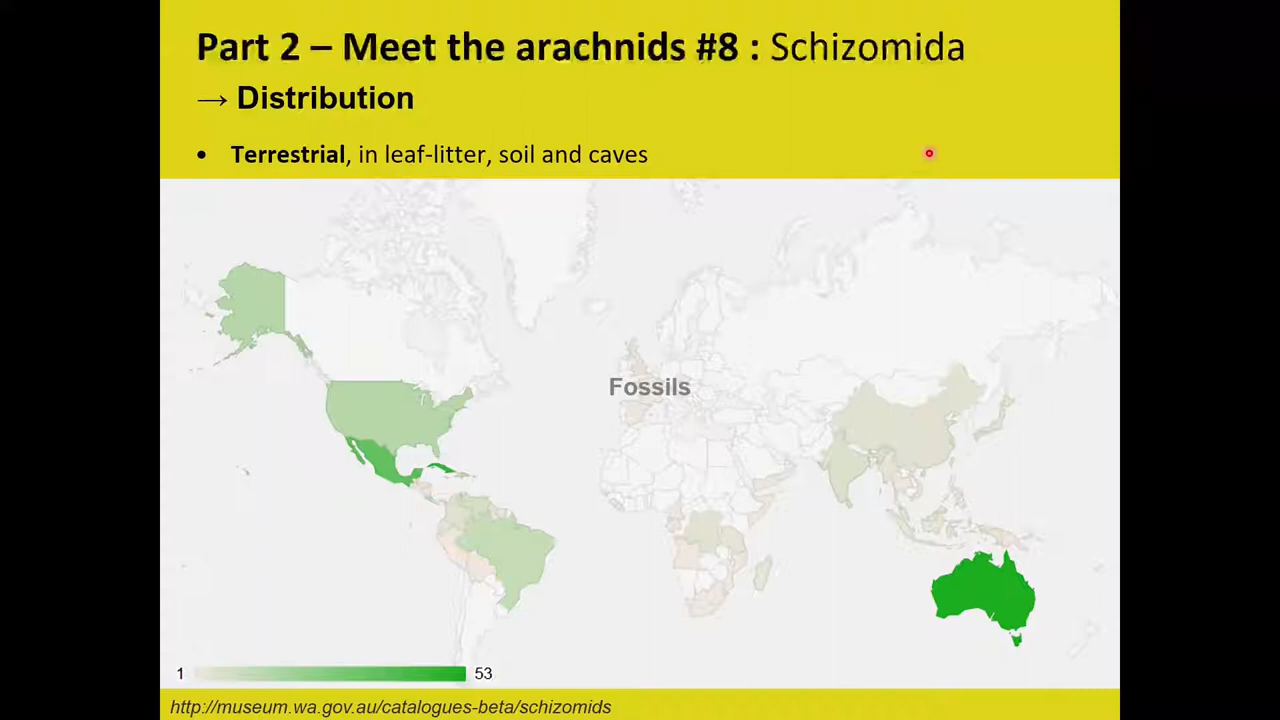 Part 2 – Meet the arachnids #8 : Schizomida
→ Distribution
• Terrestrial, in leaf-litter, soil and caves
Fossils
1 53
http://museum.wa.gov.au/catalogues-beta/schizomids